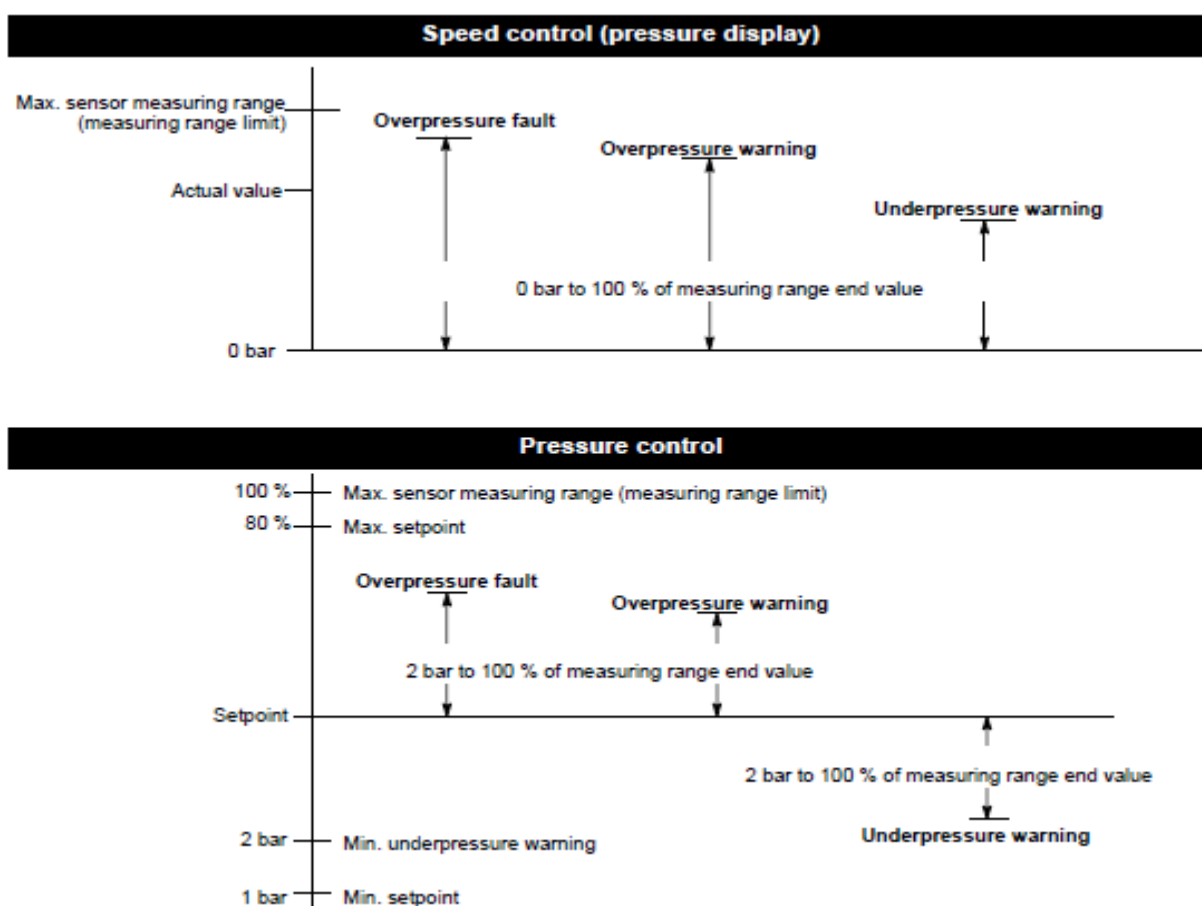 Speed control (pressure display)
Max. sensor measuring range
(measuring range limit)
Overpressure fault
Overpressure warning
Actual value
Underpressure warning
0 bar to 100 % of measuring range end value
0 bar
Pressure control
100 %
Max. sensor measuring range (measuring range limit)
80 %
Max. setpoint
Overpressure fault
Overpressure warning
2 bar to 100 % of measuring range end value
Setpoint
2 bar to 100 % of measuring range end value
2 bar
Min. underpressure warning
Underpressure warning
1 bar
Min. setpoint